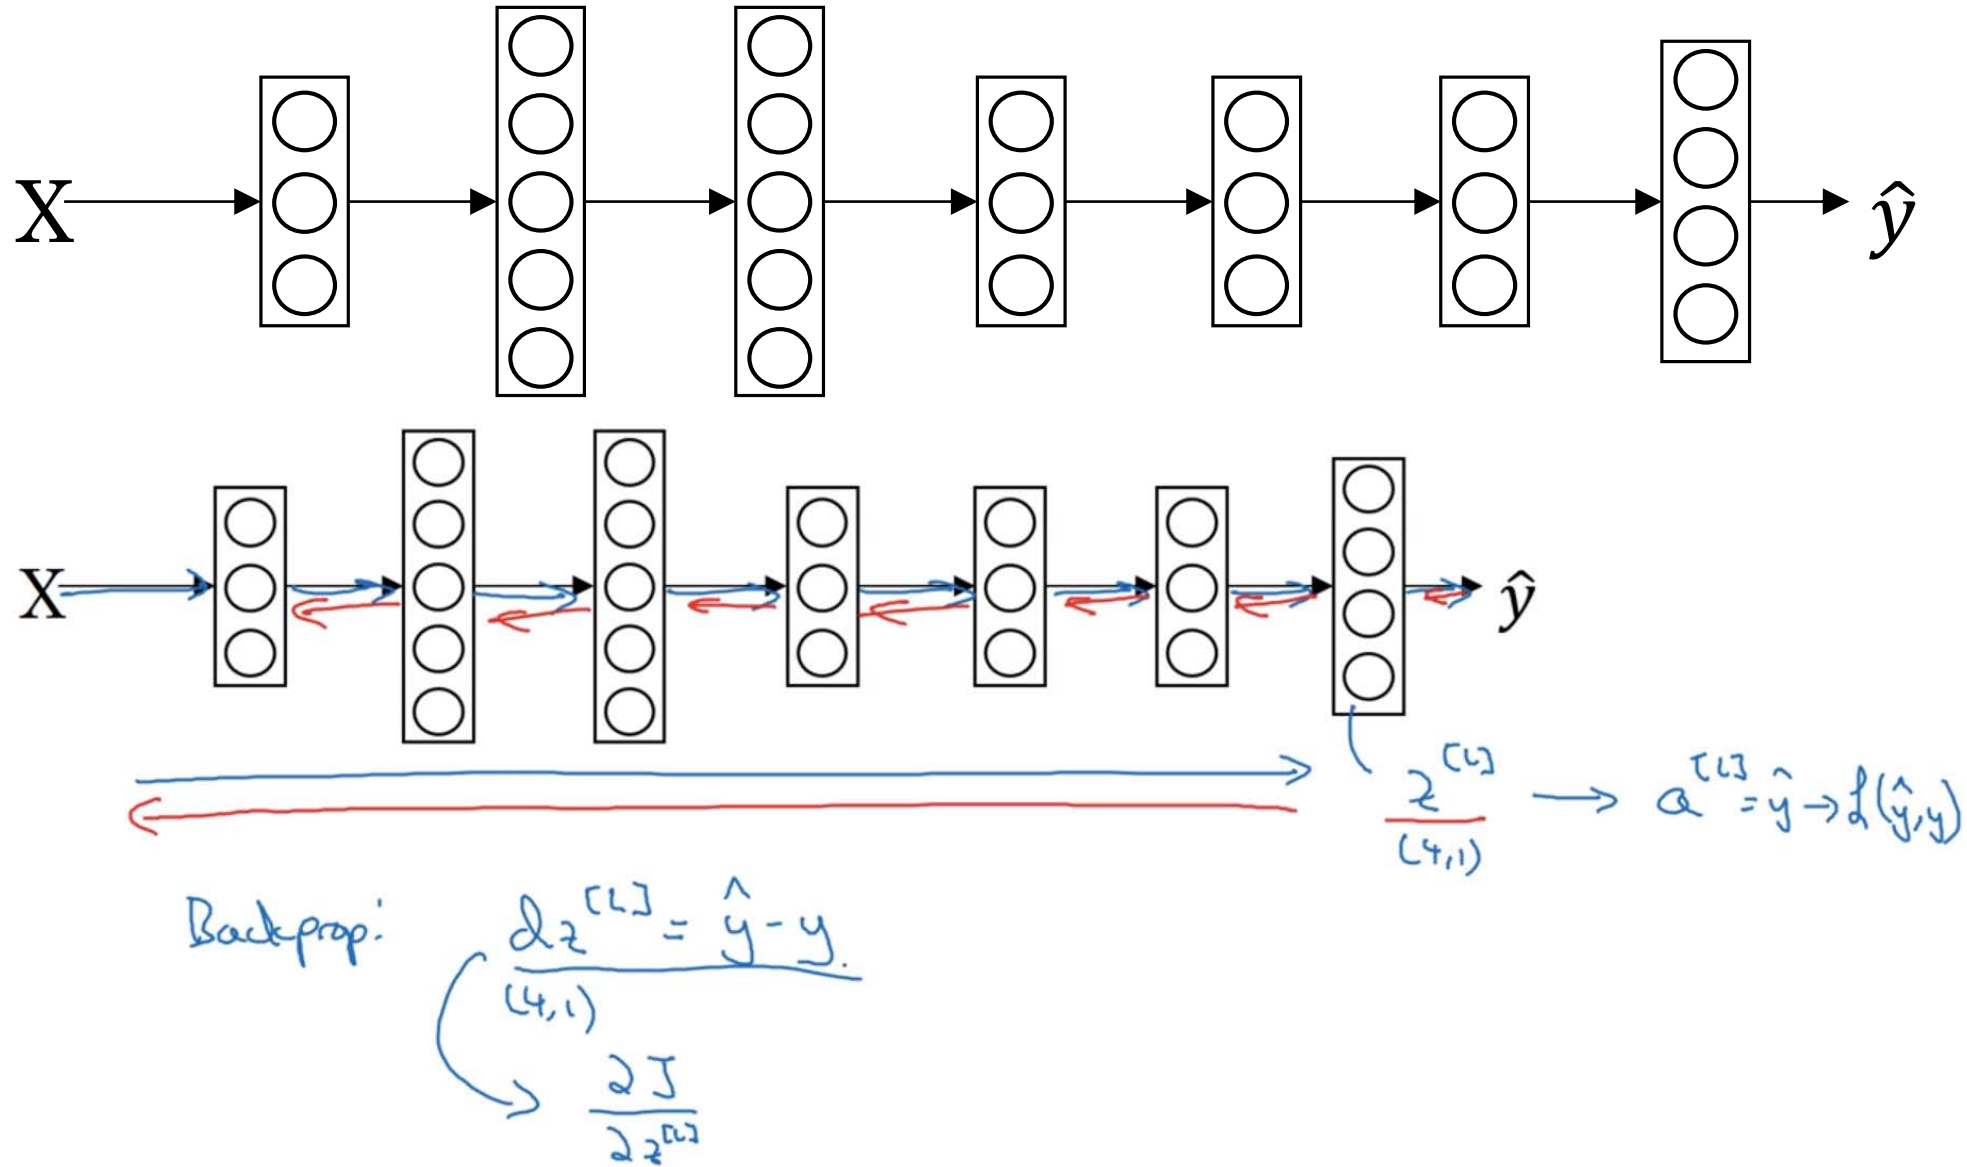 X ŷ
X ŷ
z^[L] → a^[L] = ŷ → L(ŷ, y)
(4,1)
Backprop: dz^[L] = ŷ - y.
(4,1)
∂J
∂z^[L]